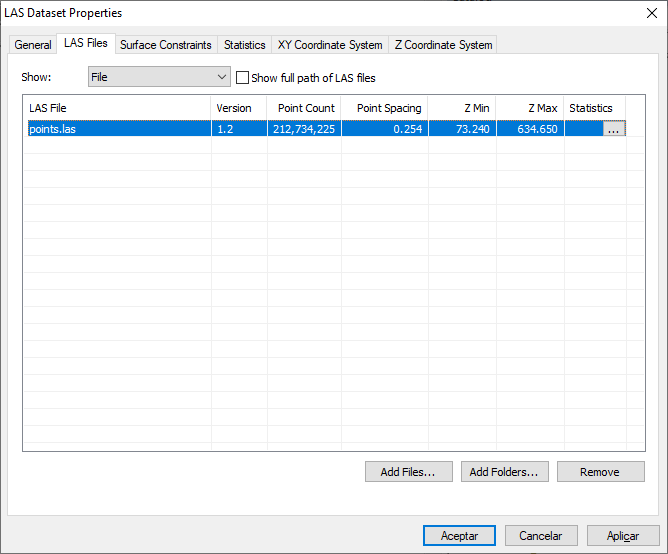 LAS Dataset Properties
General LAS Files Surface Constraints Statistics XY Coordinate System Z Coordinate System
Show: File Show full path of LAS files
LAS File Version Point Count Point Spacing Z Min Z Max Statistics
points.las 1.2 212,734,225 0.254 73.240 634.650 ...
Add Files... Add Folders... Remove
Aceptar Cancelar Aplicar